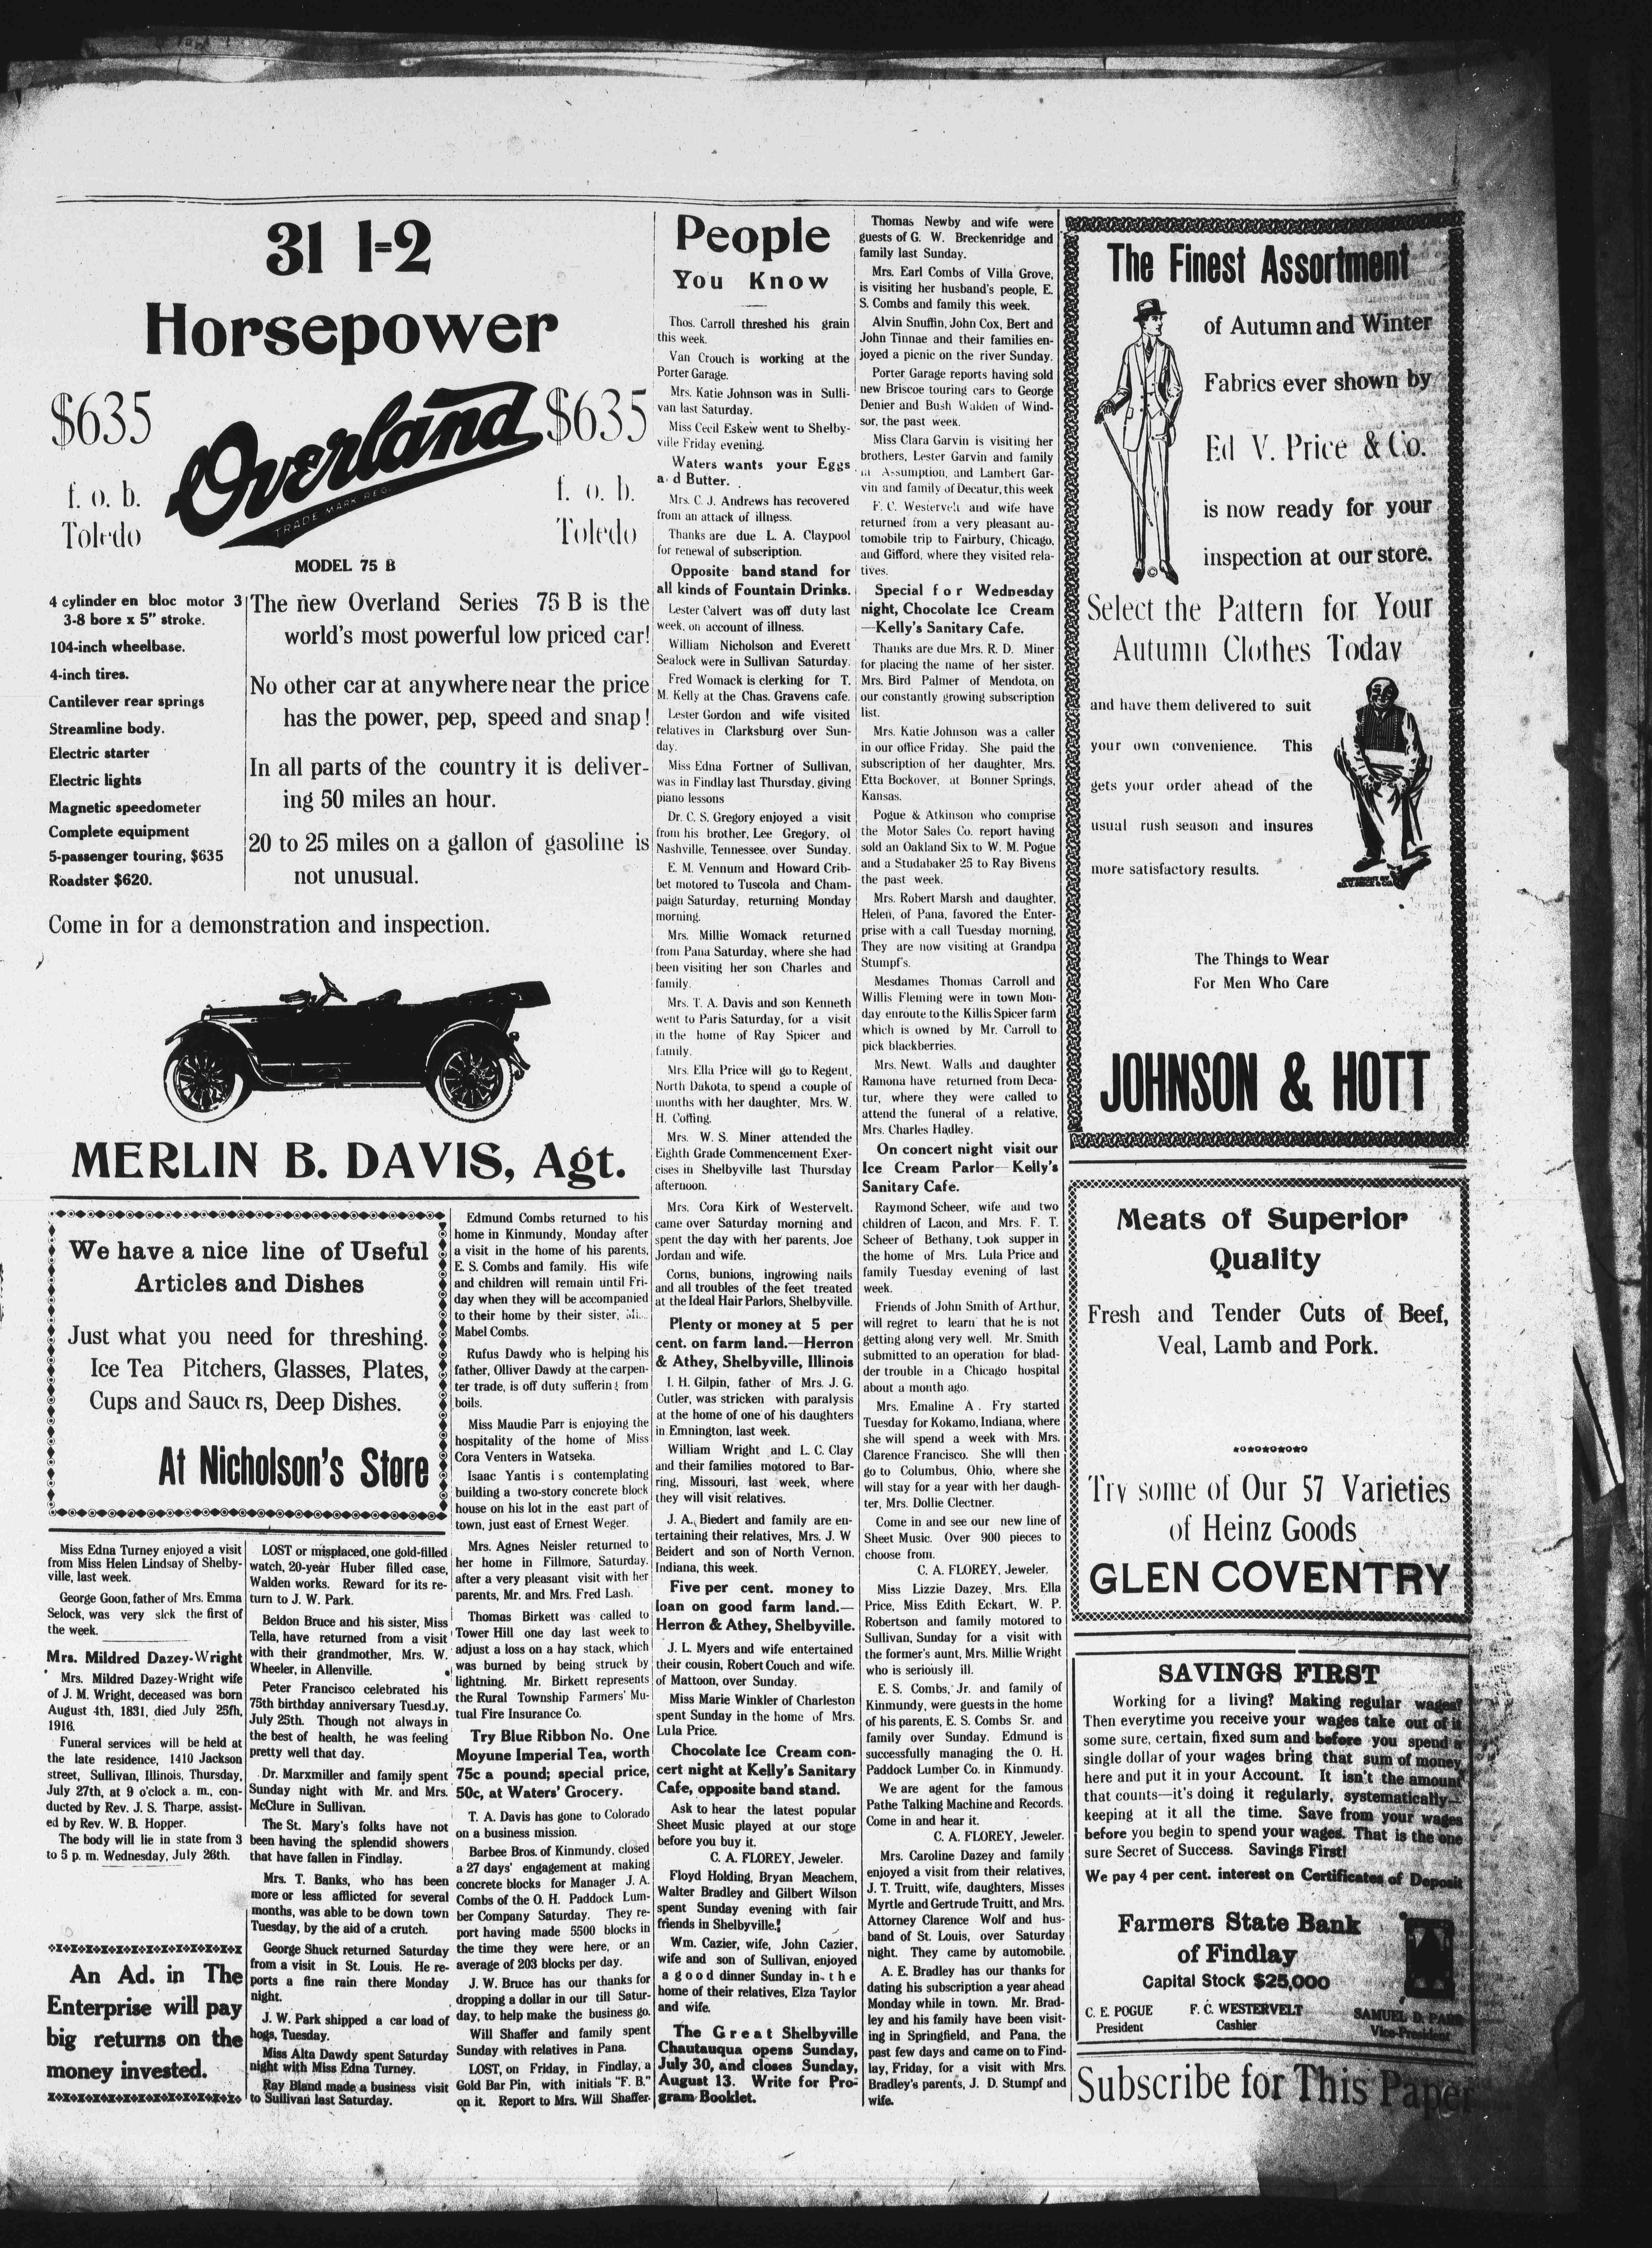 31 1-2
Horsepower
$635
f. o. b.
Toledo
Overland
TRADE MARK REG.
$635
f. o. b.
Toledo
MODEL 75 B
4 cylinder en bloc motor 3
3-8 bore x 5" stroke.
104-inch wheelbase.
4-inch tires.
Cantilever rear springs
Streamline body.
Electric starter
Electric lights
Magnetic speedometer
Complete equipment
5-passenger touring, $635
Roadster $620.
The new Overland Series 75 B is the
world's most powerful low priced car!
No other car at anywhere near the price
has the power, pep, speed and snap!
In all parts of the country it is deliver-
ing 50 miles an hour.
20 to 25 miles on a gallon of gasoline is
not unusual.
Come in for a demonstration and inspection.
MERLIN B. DAVIS, Agt.
We have a nice line of Useful
Articles and Dishes
Just what you need for threshing.
Ice Tea Pitchers, Glasses, Plates,
Cups and Saucers, Deep Dishes.
At Nicholson's Store
Miss Edna Turney enjoyed a visit
from Miss Helen Lindsay of Shelby-
ville, last week.
George Goon, father of Mrs. Emma
Selock, was very sick the first of
the week.
Mrs. Mildred Dazey-Wright
Mrs. Mildred Dazey-Wright wife
of J. M. Wright, deceased was born
August 4th, 1831, died July 25th,
1916.
Funeral services will be held at
the late residence, 1410 Jackson
street, Sullivan, Illinois, Thursday,
July 27th, at 9 o'clock a. m., con-
ducted by Rev. J. S. Tharpe, assist-
ed by Rev. W. B. Hopper.
The body will lie in state from 3
to 5 p. m. Wednesday, July 26th.
An Ad. in The
Enterprise will pay
big returns on the
money invested.
LOST or misplaced, one gold-filled
watch, 20-year Huber filled case,
Walden works. Reward for its re-
turn to J. W. Park.
Beldon Bruce and his sister, Miss
Tella, have returned from a visit
with their grandmother, Mrs. W.
Wheeler, in Allenville.
Peter Francisco celebrated his
75th birthday anniversary Tuesday,
July 25th. Though not always in
the best of health, he was feeling
pretty well that day.
Dr. Marxmiller and family spent
Sunday night with Mr. and Mrs.
McClure in Sullivan.
The St. Mary's folks have not
been having the splendid showers
that have fallen in Findlay.
Mrs. T. Banks, who has been
more or less afflicted for several
months, was able to be down town
Tuesday, by the aid of a crutch.
George Shuck returned Saturday
from a visit in St. Louis. He re-
ports a fine rain there Monday
night.
J. W. Park shipped a car load of
hogs, Tuesday.
Miss Alta Dawdy spent Saturday
night with Miss Edna Turney.
Ray Bland made a business visit
to Sullivan last Saturday.
Edmund Combs returned to his
home in Kinmundy, Monday after
a visit in the home of his parents,
E. S. Combs and family. His wife
and children will remain until Fri-
day when they will be accompanied
to their home by their sister,
Mabel Combs.
Rufus Dawdy who is helping his
father, Olliver Dawdy at the carpen-
ter trade, is off duty suffering from
boils.
Miss Maudie Parr is enjoying the
hospitality of the home of Miss
Cora Venters in Watseka.
Isaac Yantis is contemplating
building a two-story concrete block
house on his lot in the east part of
town, just east of Ernest Weger.
Mrs. Agnes Neisler returned to
her home in Fillmore, Saturday,
after a very pleasant visit with her
parents, Mr. and Mrs. Fred Lash.
Thomas Birkett was called to
Tower Hill one day last week to
adjust a loss on a hay stack, which
was burned by being struck by
lightning. Mr. Birkett represents
the Rural Township Farmers' Mu-
tual Fire Insurance Co.
Try Blue Ribbon No. One
Moyune Imperial Tea, worth
75c a pound; special price,
50c, at Waters' Grocery.
T. A. Davis has gone to Colorado
on a business mission.
Barbee Bros. of Kinmundy, closed
a 27 days' engagement at making
concrete blocks for Manager J. A.
Combs of the O. H. Paddock Lum-
ber Company Saturday. They re-
port having made 5500 blocks in
the time they were here, or an
average of 203 blocks per day.
J. W. Bruce has our thanks for
dropping a dollar in our till Satur-
day, to help make the business go.
Will Shaffer and family spent
Sunday with relatives in Pana.
LOST, on Friday, in Findlay, a
Gold Bar Pin, with initials "F. B."
on it. Report to Mrs. Will Shaffer.
People
You Know
Thos. Carroll threshed his grain
this week.
Van Crouch is working at the
Porter Garage.
Mrs. Katie Johnson was in Sulli-
van last Saturday.
Miss Cecil Eskew went to Shelby-
ville Friday evening.
Waters wants your Eggs
a d Butter.
Mrs. C. J. Andrews has recovered
from an attack of illness.
Thanks are due L. A. Claypool
for renewal of subscription.
Opposite band stand for
all kinds of Fountain Drinks.
Lester Calvert was off duty last
week, on account of illness.
William Nicholson and Everett
Sealock were in Sullivan Saturday.
Fred Womack is clerking for T.
M. Kelly at the Chas. Gravens cafe.
Lester Gordon and wife visited
relatives in Clarksburg over Sun-
day.
Miss Edna Fortner of Sullivan,
was in Findlay last Thursday, giving
piano lessons
Dr. C. S. Gregory enjoyed a visit
from his brother, Lee Gregory, of
Nashville, Tennessee, over Sunday.
E. M. Vennum and Howard Crib-
bet motored to Tuscola and Cham-
paign Saturday, returning Monday
morning.
Mrs. Millie Womack returned
from Pana Saturday, where she had
been visiting her son Charles and
family.
Mrs. T. A. Davis and son Kenneth
went to Paris Saturday, for a visit
in the home of Ray Spicer and
family.
Mrs. Ella Price will go to Regent,
North Dakota, to spend a couple of
months with her daughter, Mrs. W.
H. Coffing.
Mrs. W. S. Miner attended the
Eighth Grade Commencement Exer-
cises in Shelbyville last Thursday
afternoon.
Mrs. Cora Kirk of Westervelt,
came over Saturday morning and
spent the day with her parents, Joe
Jordan and wife.
Corns, bunions, ingrowing nails
and all troubles of the feet treated
at the Ideal Hair Parlors, Shelbyville.
Plenty or money at 5 per
cent. on farm land.—Herron
& Athey, Shelbyville, Illinois
I. H. Gilpin, father of Mrs. J. G.
Cutler, was stricken with paralysis
at the home of one of his daughters
in Emnington, last week.
William Wright and L. C. Clay
and their families motored to Bar-
ring, Missouri, last week, where
they will visit relatives.
J. A. Biedert and family are en-
tertaining their relatives, Mrs. J. W
Beidert and son of North Vernon,
Indiana, this week.
Five per cent. money to
loan on good farm land.—
Herron & Athey, Shelbyville.
J. L. Myers and wife entertained
their cousin, Robert Couch and wife,
of Mattoon, over Sunday.
Miss Marie Winkler of Charleston
spent Sunday in the home of Mrs.
Lula Price.
Chocolate Ice Cream con-
cert night at Kelly's Sanitary
Cafe, opposite band stand.
Ask to hear the latest popular
Sheet Music played at our store
before you buy it.
C. A. FLOREY, Jeweler.
Floyd Holding, Bryan Meachem,
Walter Bradley and Gilbert Wilson
spent Sunday evening with fair
friends in Shelbyville.
Wm. Cazier, wife, John Cazier,
wife and son of Sullivan, enjoyed
a good dinner Sunday in the
home of their relatives, Elza Taylor
and wife.
The Great Shelbyville
Chautauqua opens Sunday,
July 30, and closes Sunday,
August 13. Write for Pro-
gram Booklet.
Thomas Newby and wife were
guests of G. W. Breckenridge and
family last Sunday.
Mrs. Earl Combs of Villa Grove,
is visiting her husband's people, E.
S. Combs and family this week.
Alvin Snuffin, John Cox, Bert and
John Tinnae and their families en-
joyed a picnic on the river Sunday.
Porter Garage reports having sold
new Briscoe touring cars to George
Denier and Bush Walden of Wind-
sor, the past week.
Miss Clara Garvin is visiting her
brothers, Lester Garvin and family
in Assumption, and Lambert Gar-
vin and family of Decatur, this week
F. C. Westervelt and wife have
returned from a very pleasant au-
tomobile trip to Fairbury, Chicago,
and Gifford, where they visited rela-
tives.
Special for Wednesday
night, Chocolate Ice Cream
—Kelly's Sanitary Cafe.
Thanks are due Mrs. R. D. Miner
for placing the name of her sister,
Mrs. Bird Palmer of Mendota, on
our constantly growing subscription
list.
Mrs. Katie Johnson was a caller
in our office Friday. She paid the
subscription of her daughter, Mrs.
Etta Bockover, at Bonner Springs,
Kansas.
Pogue & Atkinson who comprise
the Motor Sales Co. report having
sold an Oakland Six to W. M. Pogue
and a Studabaker 25 to Ray Bivens
the past week.
Mrs. Robert Marsh and daughter,
Helen, of Pana, favored the Enter-
prise with a call Tuesday morning.
They are now visiting at Grandpa
Stumpf's.
Mesdames Thomas Carroll and
Willis Fleming were in town Mon-
day enroute to the Killis Spicer farm
which is owned by Mr. Carroll to
pick blackberries.
Mrs. Newt. Walls and daughter
Ramona have returned from Deca-
tur, where they were called to
attend the funeral of a relative,
Mrs. Charles Hadley.
On concert night visit our
Ice Cream Parlor—Kelly's
Sanitary Cafe.
Raymond Scheer, wife and two
children of Lacon, and Mrs. F. T.
Scheer of Bethany, took supper in
the home of Mrs. Lula Price and
family Tuesday evening of last
week.
Friends of John Smith of Arthur,
will regret to learn that he is not
getting along very well. Mr. Smith
submitted to an operation for blad-
der trouble in a Chicago hospital
about a month ago.
Mrs. Emaline A. Fry started
Tuesday for Kokamo, Indiana, where
she will spend a week with Mrs.
Clarence Francisco. She will then
go to Columbus, Ohio, where she
will stay for a year with her daugh-
ter, Mrs. Dollie Clectner.
Come in and see our new line of
Sheet Music. Over 900 pieces to
choose from.
C. A. FLOREY, Jeweler,
Miss Lizzie Dazey, Mrs. Ella
Price, Miss Edith Eckart, W. P.
Robertson and family motored to
Sullivan, Sunday for a visit with
the former's aunt, Mrs. Millie Wright
who is seriously ill.
E. S. Combs, Jr. and family of
Kinmundy, were guests in the home
of his parents, E. S. Combs Sr. and
family over Sunday. Edmund is
successfully managing the O. H.
Paddock Lumber Co. in Kinmundy.
We are agent for the famous
Pathe Talking Machine and Records.
Come in and hear it.
C. A. FLOREY, Jeweler.
Mrs. Caroline Dazey and family
enjoyed a visit from their relatives,
J. T. Truitt, wife, daughters, Misses
Myrtle and Gertrude Truitt, and Mrs.
Attorney Clarence Wolf and hus-
band of St. Louis, over Saturday
night. They came by automobile.
A. E. Bradley has our thanks for
dating his subscription a year ahead
Monday while in town. Mr. Brad-
ley and his family have been visit-
ing in Springfield, and Pana, the
past few days and came on to Find-
lay, Friday, for a visit with Mrs.
Bradley's parents, J. D. Stumpf and
wife.
The Finest Assortment
of Autumn and Winter
Fabrics ever shown by
Ed V. Price & Co.
is now ready for your
inspection at our store.
Select the Pattern for Your
Autumn Clothes Today
and have them delivered to suit
your own convenience. This
gets your order ahead of the
usual rush season and insures
more satisfactory results.
The Things to Wear
For Men Who Care
JOHNSON & HOTT
Meats of Superior
Quality
Fresh and Tender Cuts of Beef,
Veal, Lamb and Pork.
Try some of Our 57 Varieties
of Heinz Goods
GLEN COVENTRY
SAVINGS FIRST
Working for a living? Making regular wages?
Then everytime you receive your wages take out of it
some sure, certain, fixed sum and before you spend a
single dollar of your wages bring that sum of money
here and put it in your Account. It isn't the amount
that counts—it's doing it regularly, systematically—
keeping at it all the time. Save from your wages
before you begin to spend your wages. That is the one
sure Secret of Success. Savings First!
We pay 4 per cent. interest on Certificates of Deposit
Farmers State Bank
of Findlay
Capital Stock $25,000
C. E. POGUE
President
F. C. WESTERVELT
Cashier
SAMUEL D. PARR
Vice-President
Subscribe for This Paper